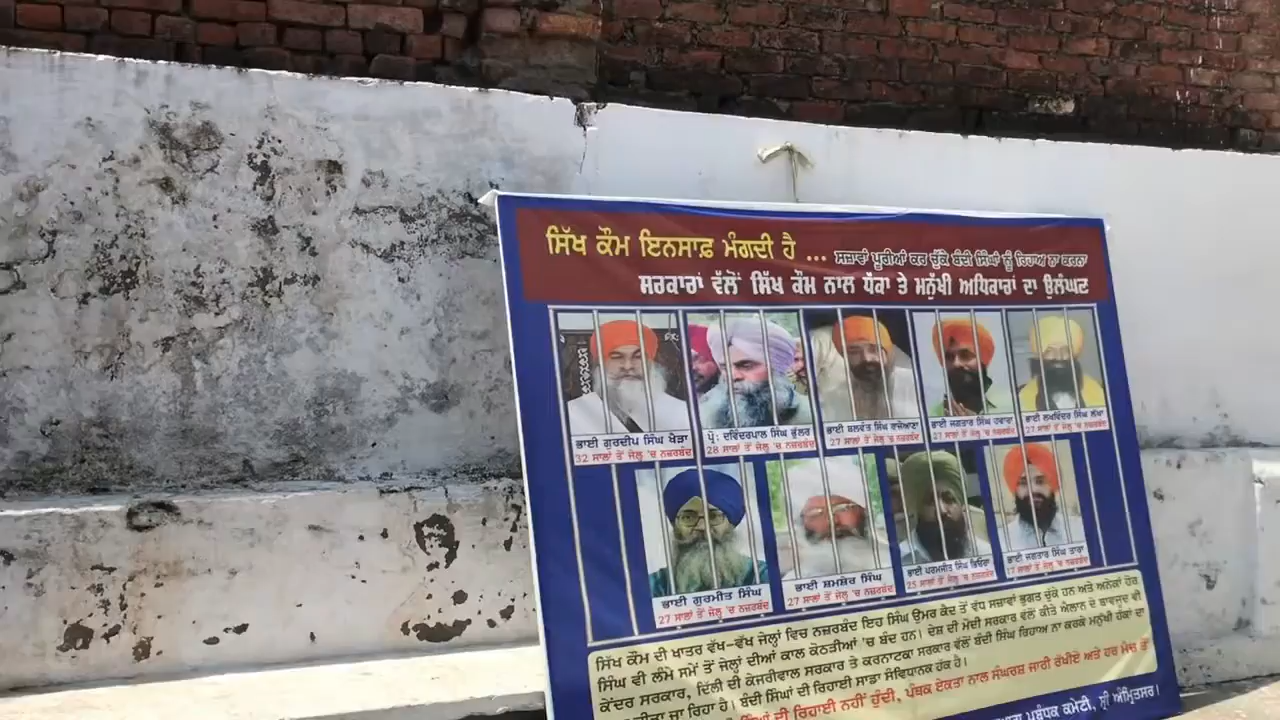 ਸਿੱਖ ਕੌਮ ਇਨਸਾਫ਼ ਮੰਗਦੀ ਹੈ ... ਸਜ਼ਾਵਾਂ ਪੂਰੀਆਂ ਕਰ ਚੁੱਕੇ ਬੰਦੀ ਸਿੰਘਾਂ ਨੂੰ ਰਿਹਾਅ ਨਾ ਕਰਨਾ
ਸਰਕਾਰਾਂ ਵੱਲੋਂ ਸਿੱਖ ਕੌਮ ਨਾਲ ਧੱਕਾ ਤੇ ਮਨੁੱਖੀ ਅਧਿਕਾਰਾਂ ਦਾ ਉਲੰਘਣ
ਭਾਈ ਗੁਰਦੀਪ ਸਿੰਘ ਖੇੜਾ
32 ਸਾਲਾਂ ਤੋਂ ਜੇਲ੍ਹ 'ਚ ਨਜ਼ਰਬੰਦ
ਪ੍ਰੋ: ਦਵਿੰਦਰਪਾਲ ਸਿੰਘ ਭੁੱਲਰ
28 ਸਾਲਾਂ ਤੋਂ ਜੇਲ੍ਹ 'ਚ ਨਜ਼ਰਬੰਦ
ਭਾਈ ਬਲਵੰਤ ਸਿੰਘ ਰਾਜੋਆਣਾ
27 ਸਾਲਾਂ ਤੋਂ ਜੇਲ੍ਹ 'ਚ ਨਜ਼ਰਬੰਦ
ਭਾਈ ਜਗਤਾਰ ਸਿੰਘ ਹਵਾਰਾ
27 ਸਾਲਾਂ ਤੋਂ ਜੇਲ੍ਹ 'ਚ ਨਜ਼ਰਬੰਦ
ਭਾਈ ਲਖਵਿੰਦਰ ਸਿੰਘ ਲੱਖਾ
27 ਸਾਲਾਂ ਤੋਂ ਜੇਲ੍ਹ 'ਚ ਨਜ਼ਰਬੰਦ
ਭਾਈ ਗੁਰਮੀਤ ਸਿੰਘ
27 ਸਾਲਾਂ ਤੋਂ ਜੇਲ੍ਹ 'ਚ ਨਜ਼ਰਬੰਦ
ਭਾਈ ਸ਼ਮਸ਼ੇਰ ਸਿੰਘ
27 ਸਾਲਾਂ ਤੋਂ ਜੇਲ੍ਹ 'ਚ ਨਜ਼ਰਬੰਦ
ਭਾਈ ਪਰਮਜੀਤ ਸਿੰਘ ਭਿਓਰਾ
25 ਸਾਲਾਂ ਤੋਂ ਜੇਲ੍ਹ 'ਚ ਨਜ਼ਰਬੰਦ
ਭਾਈ ਜਗਤਾਰ ਸਿੰਘ ਤਾਰਾ
17 ਸਾਲਾਂ ਤੋਂ ਜੇਲ੍ਹ 'ਚ ਨਜ਼ਰਬੰਦ
ਸਿੱਖ ਕੌਮ ਦੀ ਖਾਤਰ ਵੱਖ-ਵੱਖ ਜੇਲ੍ਹਾਂ ਵਿਚ ਨਜ਼ਰਬੰਦ ਇਹ ਸਿੰਘ ਉਮਰ ਕੈਦ ਤੋਂ ਵੱਧ ਸਜ਼ਾਵਾਂ ਭੁਗਤ ਚੁੱਕੇ ਹਨ ਅਤੇ ਅਨੇਕਾਂ ਹੋਰ
ਸਿੰਘ ਵੀ ਲੰਮੇ ਸਮੇਂ ਤੋਂ ਜੇਲ੍ਹਾਂ ਦੀਆਂ ਕਾਲ ਕੋਠੜੀਆਂ 'ਚ ਬੰਦ ਹਨ। ਦੇਸ਼ ਦੀ ਮੋਦੀ ਸਰਕਾਰ ਵੱਲੋਂ ਕੀਤੇ ਐਲਾਨ ਦੇ ਬਾਵਜੂਦ ਵੀ
ਕੇਂਦਰ ਸਰਕਾਰ, ਦਿੱਲੀ ਦੀ ਕੇਜਰੀਵਾਲ ਸਰਕਾਰ ਤੇ ਕਰਨਾਟਕਾ ਸਰਕਾਰ ਵੱਲੋਂ ਬੰਦੀ ਸਿੰਘ ਰਿਹਾਅ ਨਾ ਕਰਕੇ ਮਨੁੱਖੀ ਹੱਕਾਂ ਦਾ
ਕੀਤਾ ਜਾ ਰਿਹਾ ਹੈ। ਬੰਦੀ ਸਿੰਘਾਂ ਦੀ ਰਿਹਾਈ ਸਾਡਾ ਸੰਵਿਧਾਨਕ ਹੱਕ ਹੈ।
ਦੀ ਰਿਹਾਈ ਨਹੀਂ ਹੁੰਦੀ, ਪੰਥਕ ਏਕਤਾ ਨਾਲ ਸੰਘਰਸ਼ ਜਾਰੀ ਰੱਖੀਏ ਅਤੇ ਹਰ ਮੰਚ ਤੋਂ
ਪ੍ਰਬੰਧਕ ਕਮੇਟੀ, ਸ੍ਰੀ ਅੰਮ੍ਰਿਤਸਰ।